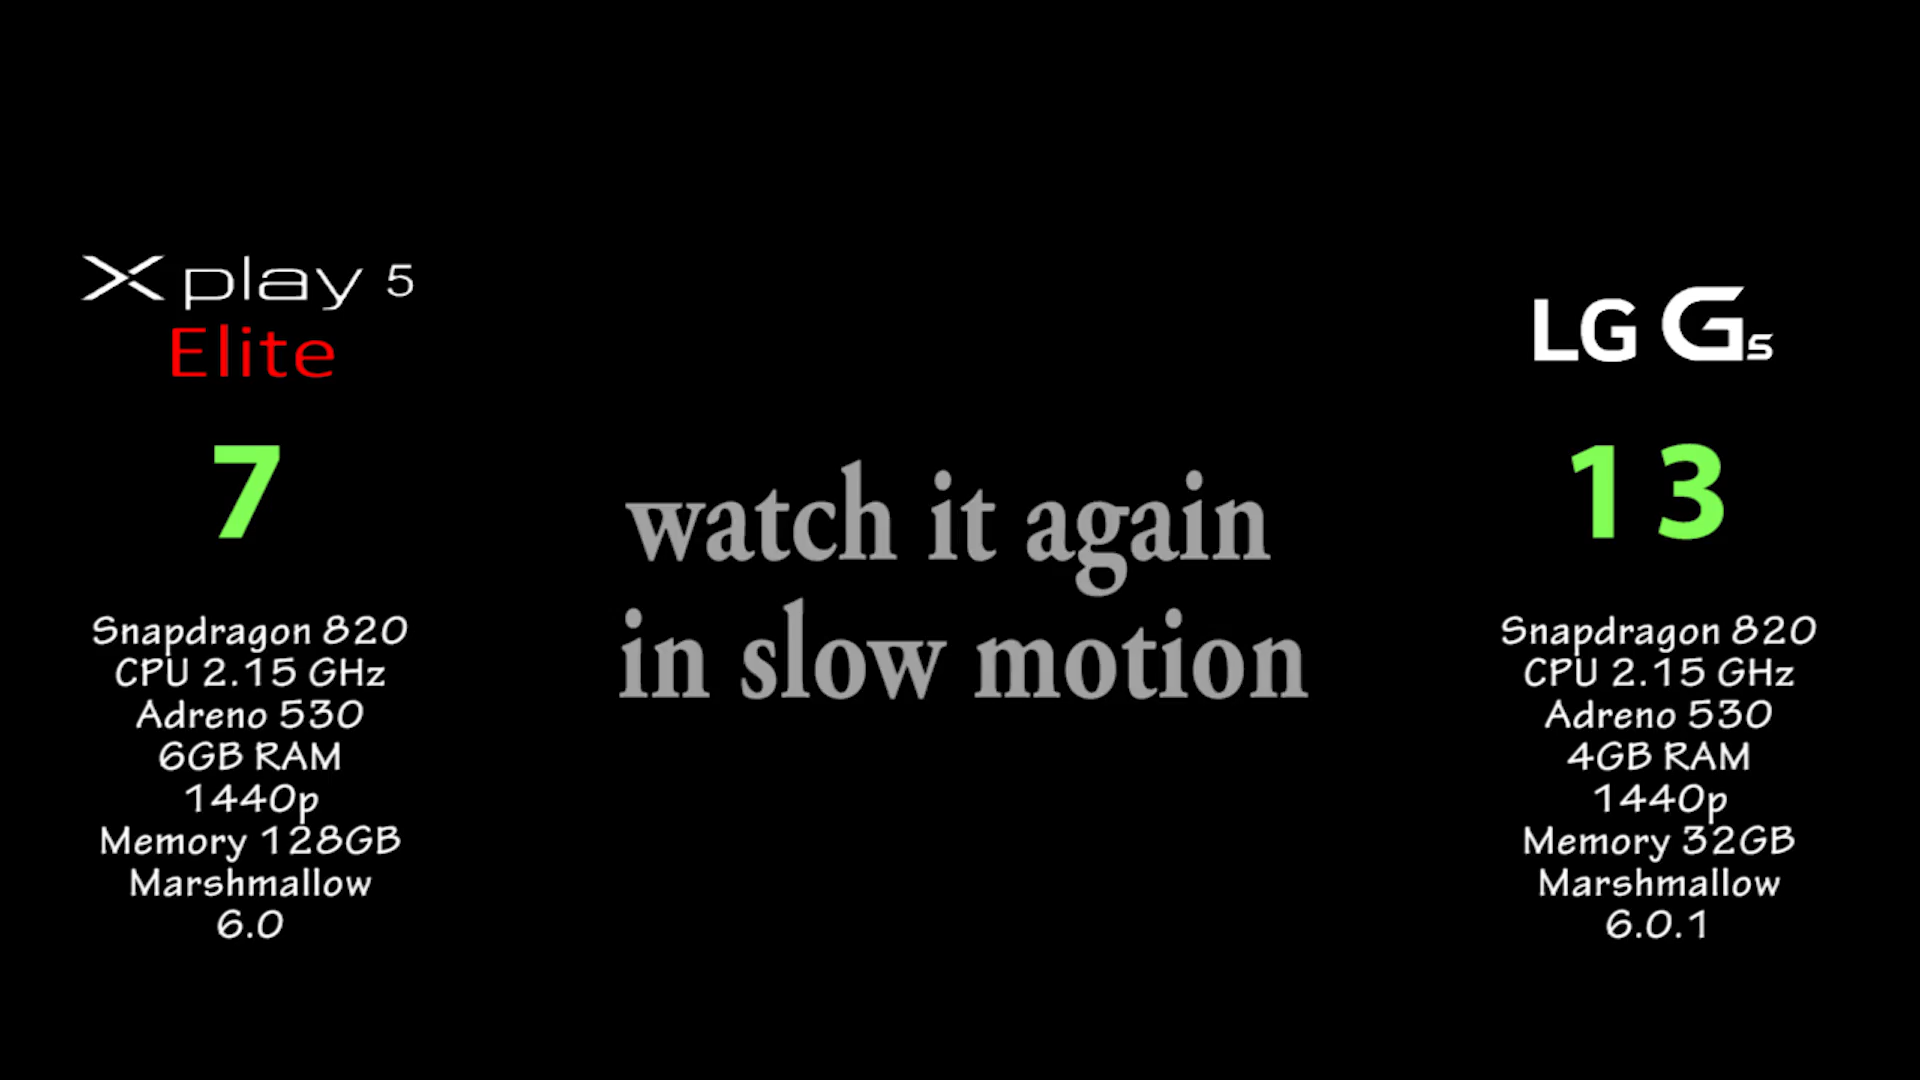 Xplay 5
Elite
7
Snapdragon 820
CPU 2.15 GHz
Adreno 530
6GB RAM
1440p
Memory 128GB
Marshmallow
6.0
watch it again
in slow motion
LG G5
13
Snapdragon 820
CPU 2.15 GHz
Adreno 530
4GB RAM
1440p
Memory 32GB
Marshmallow
6.0.1